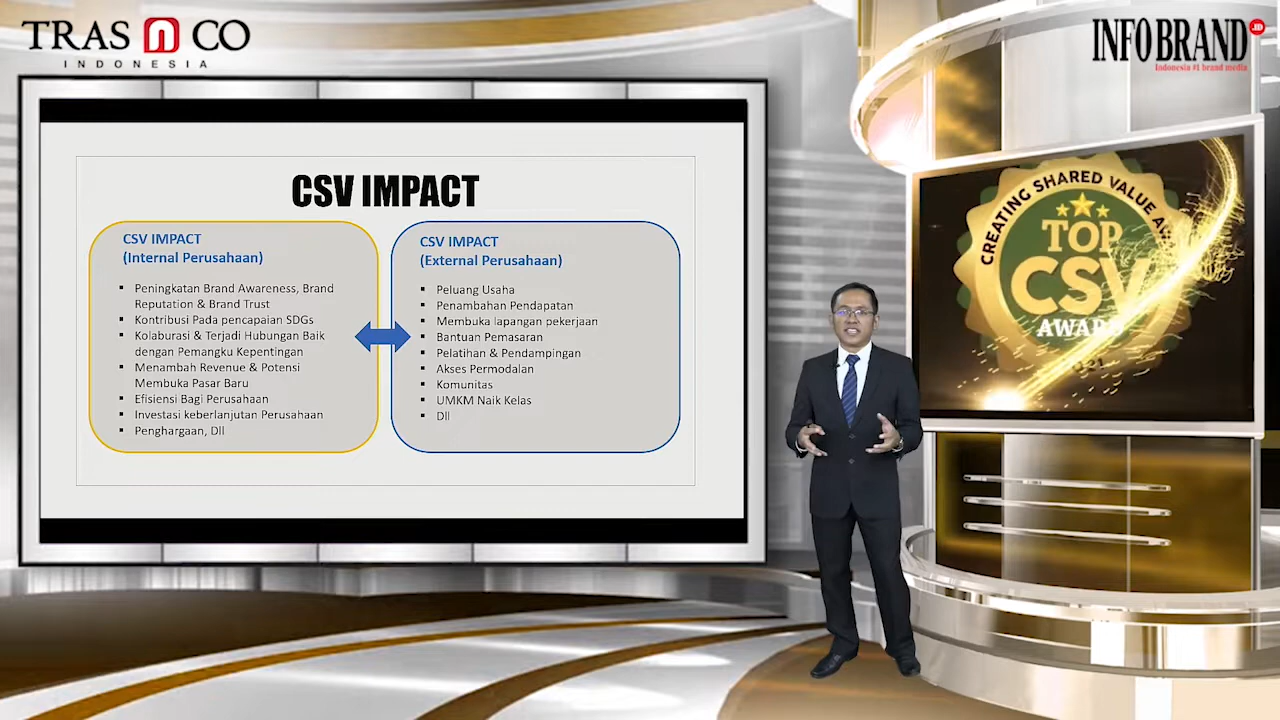 TRAS N CO
INDONESIA
INFOBRAND.ID
Indonesia #1 brand media
CSV IMPACT
CSV IMPACT
(Internal Perusahaan)
Peningkatan Brand Awareness, Brand
Reputation & Brand Trust
Kontribusi Pada pencapaian SDGs
Kolaburasi & Terjadi Hubungan Baik
dengan Pemangku Kepentingan
Menambah Revenue & Potensi
Membuka Pasar Baru
Efisiensi Bagi Perusahaan
Investasi keberlanjutan Perusahaan
Penghargaan, Dll
CSV IMPACT
(External Perusahaan)
Peluang Usaha
Penambahan Pendapatan
Membuka lapangan pekerjaan
Bantuan Pemasaran
Pelatihan & Pendampingan
Akses Permodalan
Komunitas
UMKM Naik Kelas
Dll
CREATING SHARED VALUE
TOP
CSV
AWARD